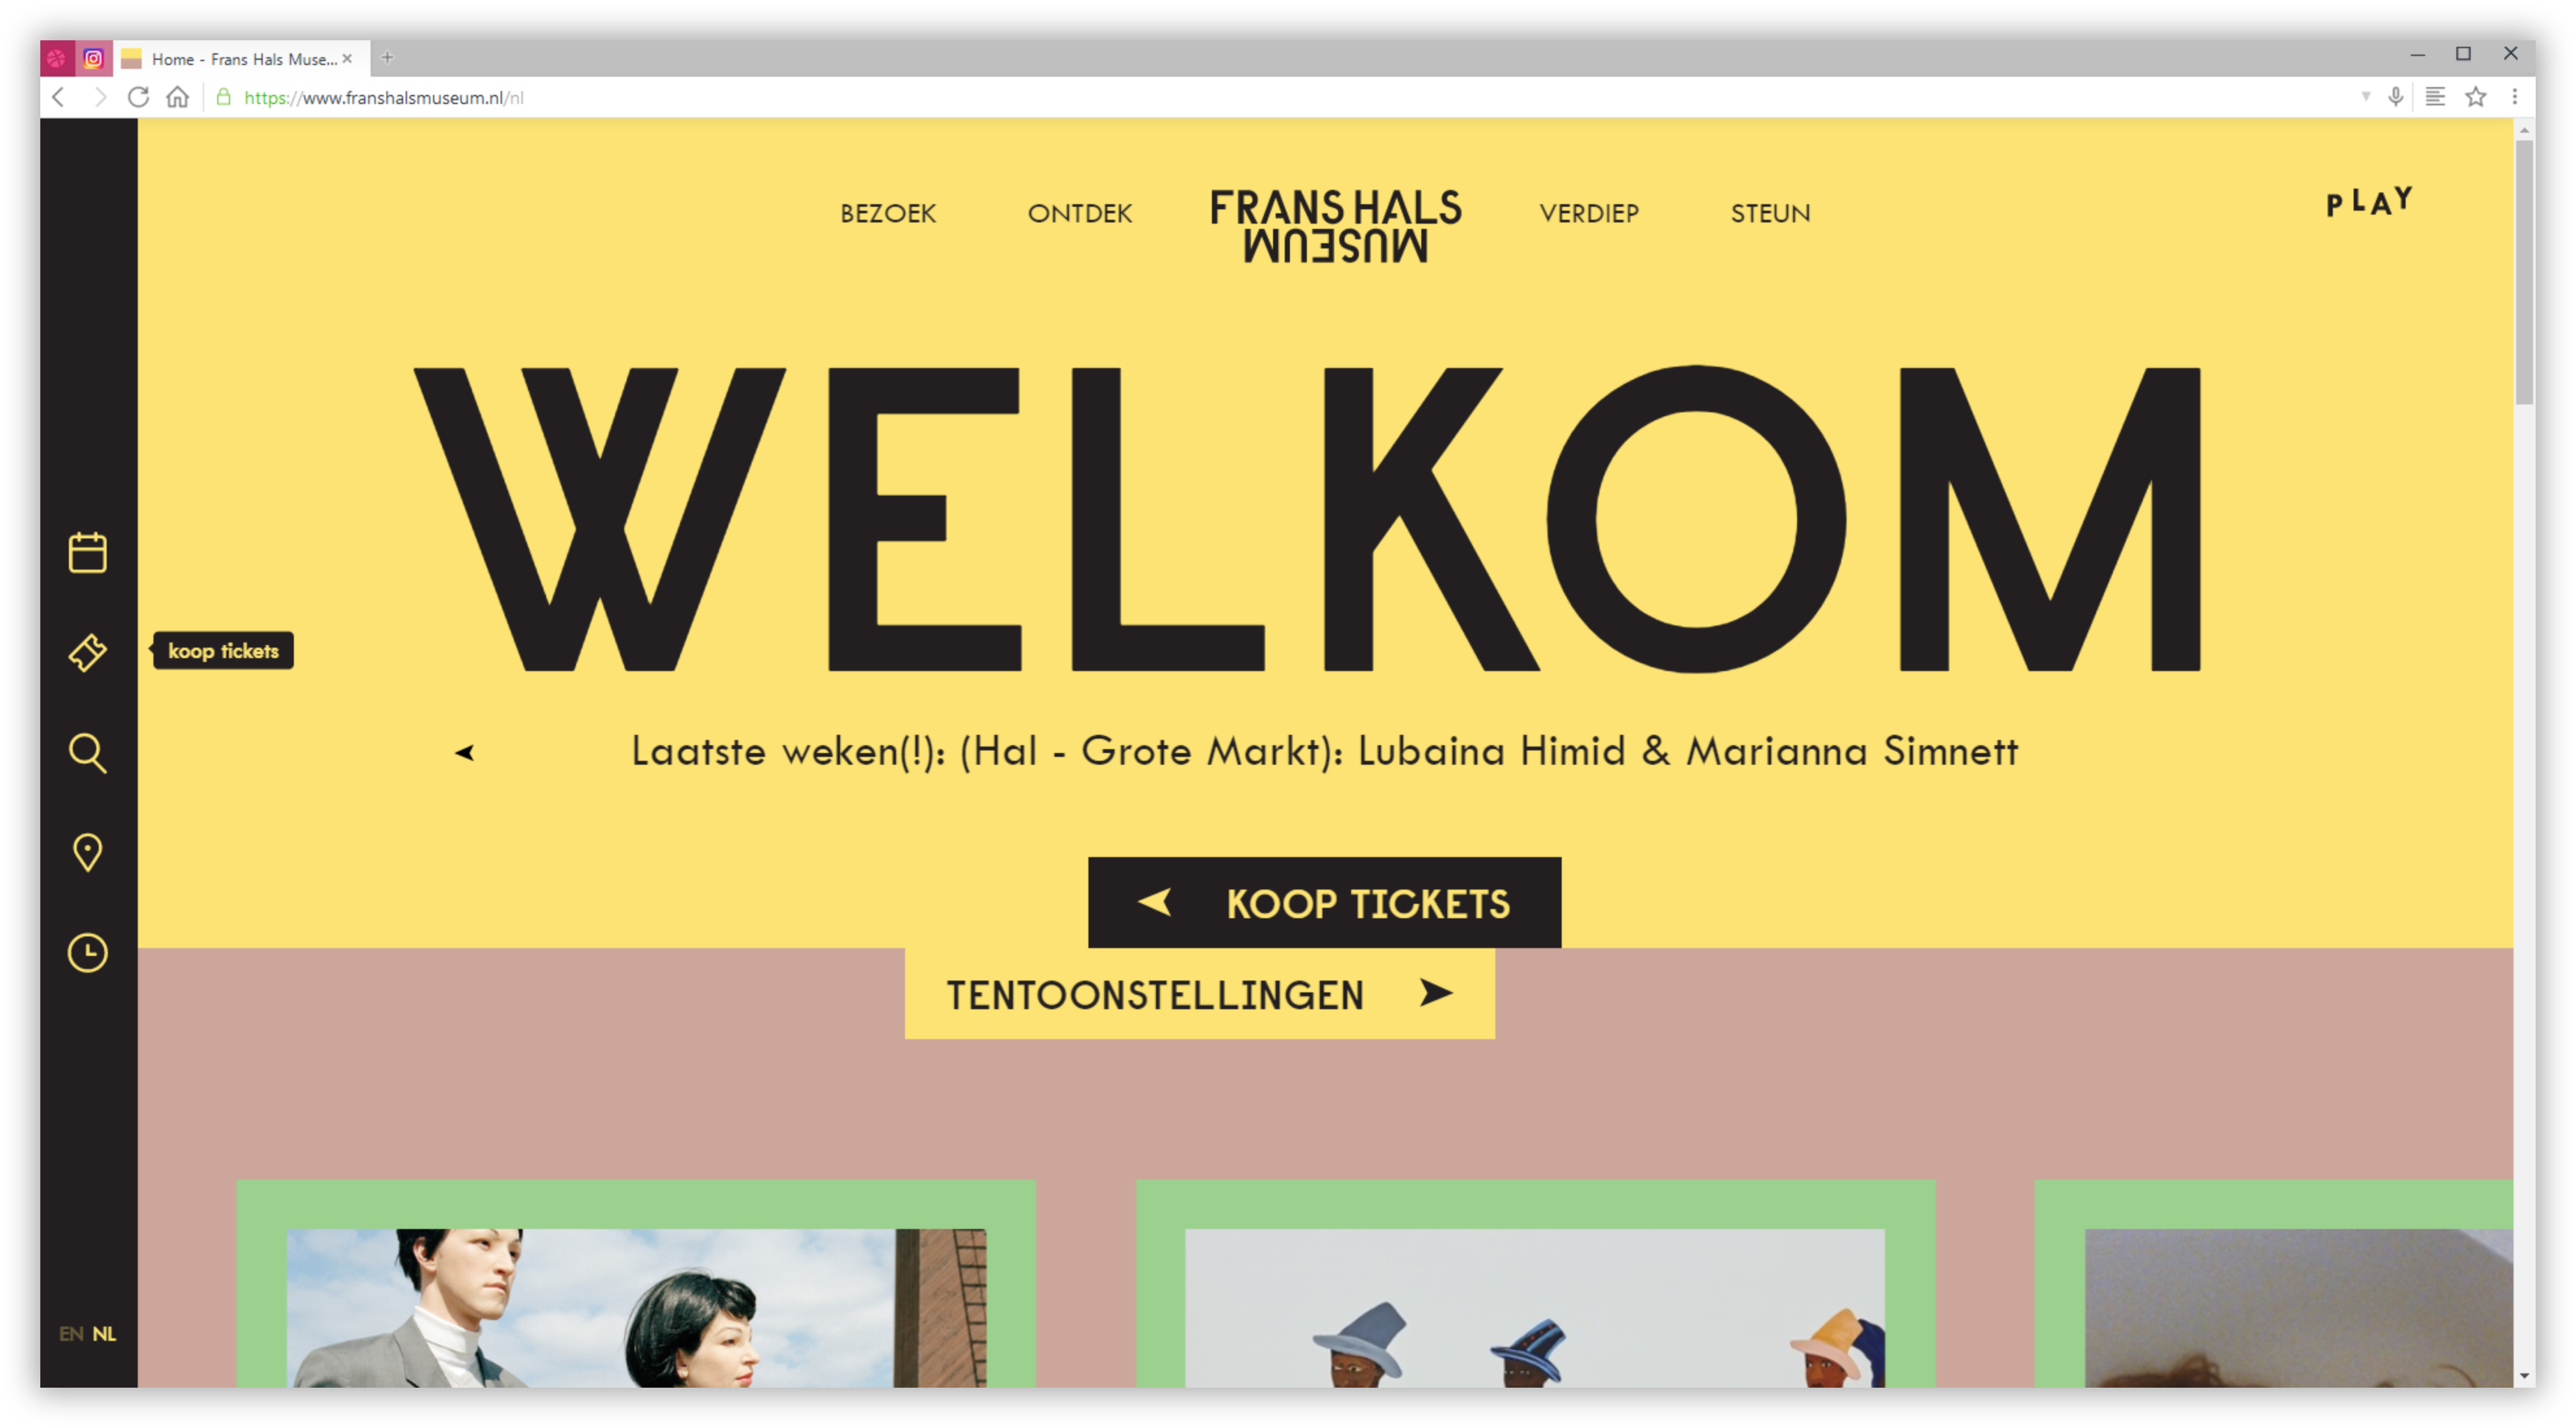 Home - Frans Hals Muse...
https://www.franshalsmuseum.nl/nl
BEZOEK
ONTDEK
FRANS HALS
MUSEUM
VERDIEP
STEUN
PLAY
WELKOM
koop tickets
Laatste weken(!): (Hal - Grote Markt): Lubaina Himid & Marianna Simnett
KOOP TICKETS
TENTOONSTELLINGEN
EN NL